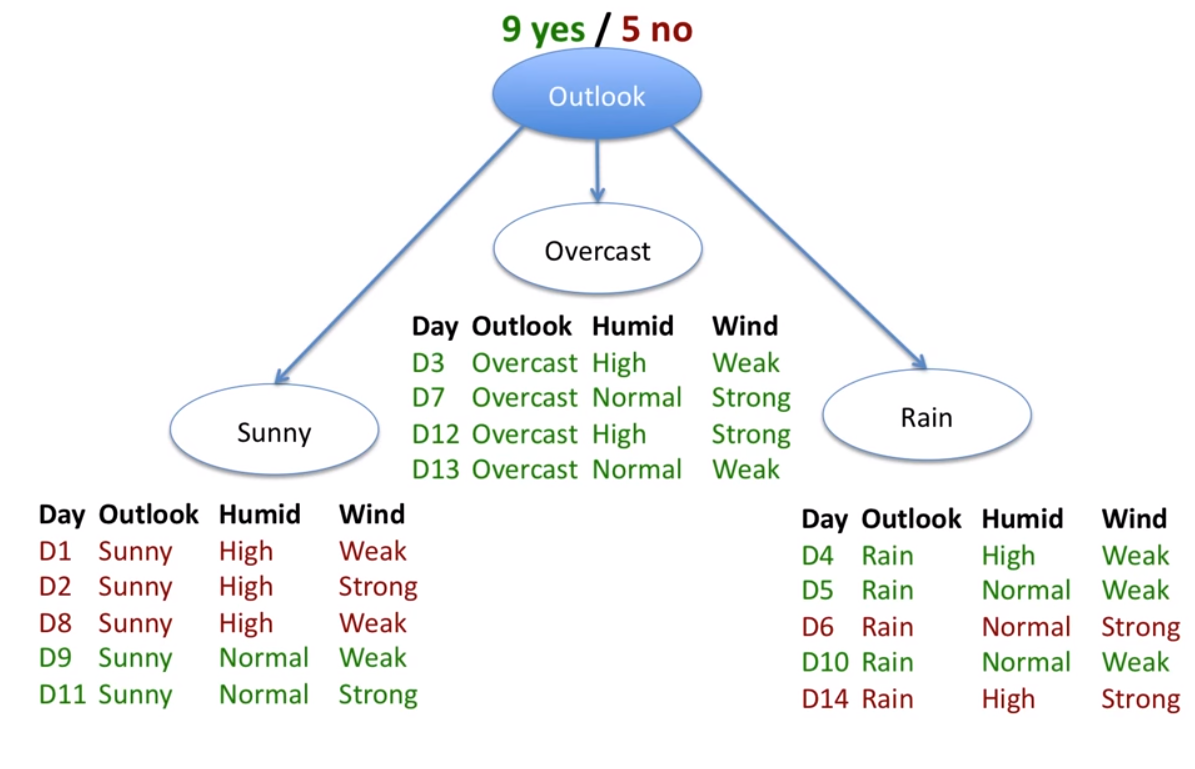 9 yes / 5 no
Outlook
Overcast
Day Outlook Humid Wind
D3 Overcast High Weak
D7 Overcast Normal Strong
D12 Overcast High Strong
D13 Overcast Normal Weak
Sunny
Day Outlook Humid Wind
D1 Sunny High Weak
D2 Sunny High Strong
D8 Sunny High Weak
D9 Sunny Normal Weak
D11 Sunny Normal Strong
Rain
Day Outlook Humid Wind
D4 Rain High Weak
D5 Rain Normal Weak
D6 Rain Normal Strong
D10 Rain Normal Weak
D14 Rain High Strong